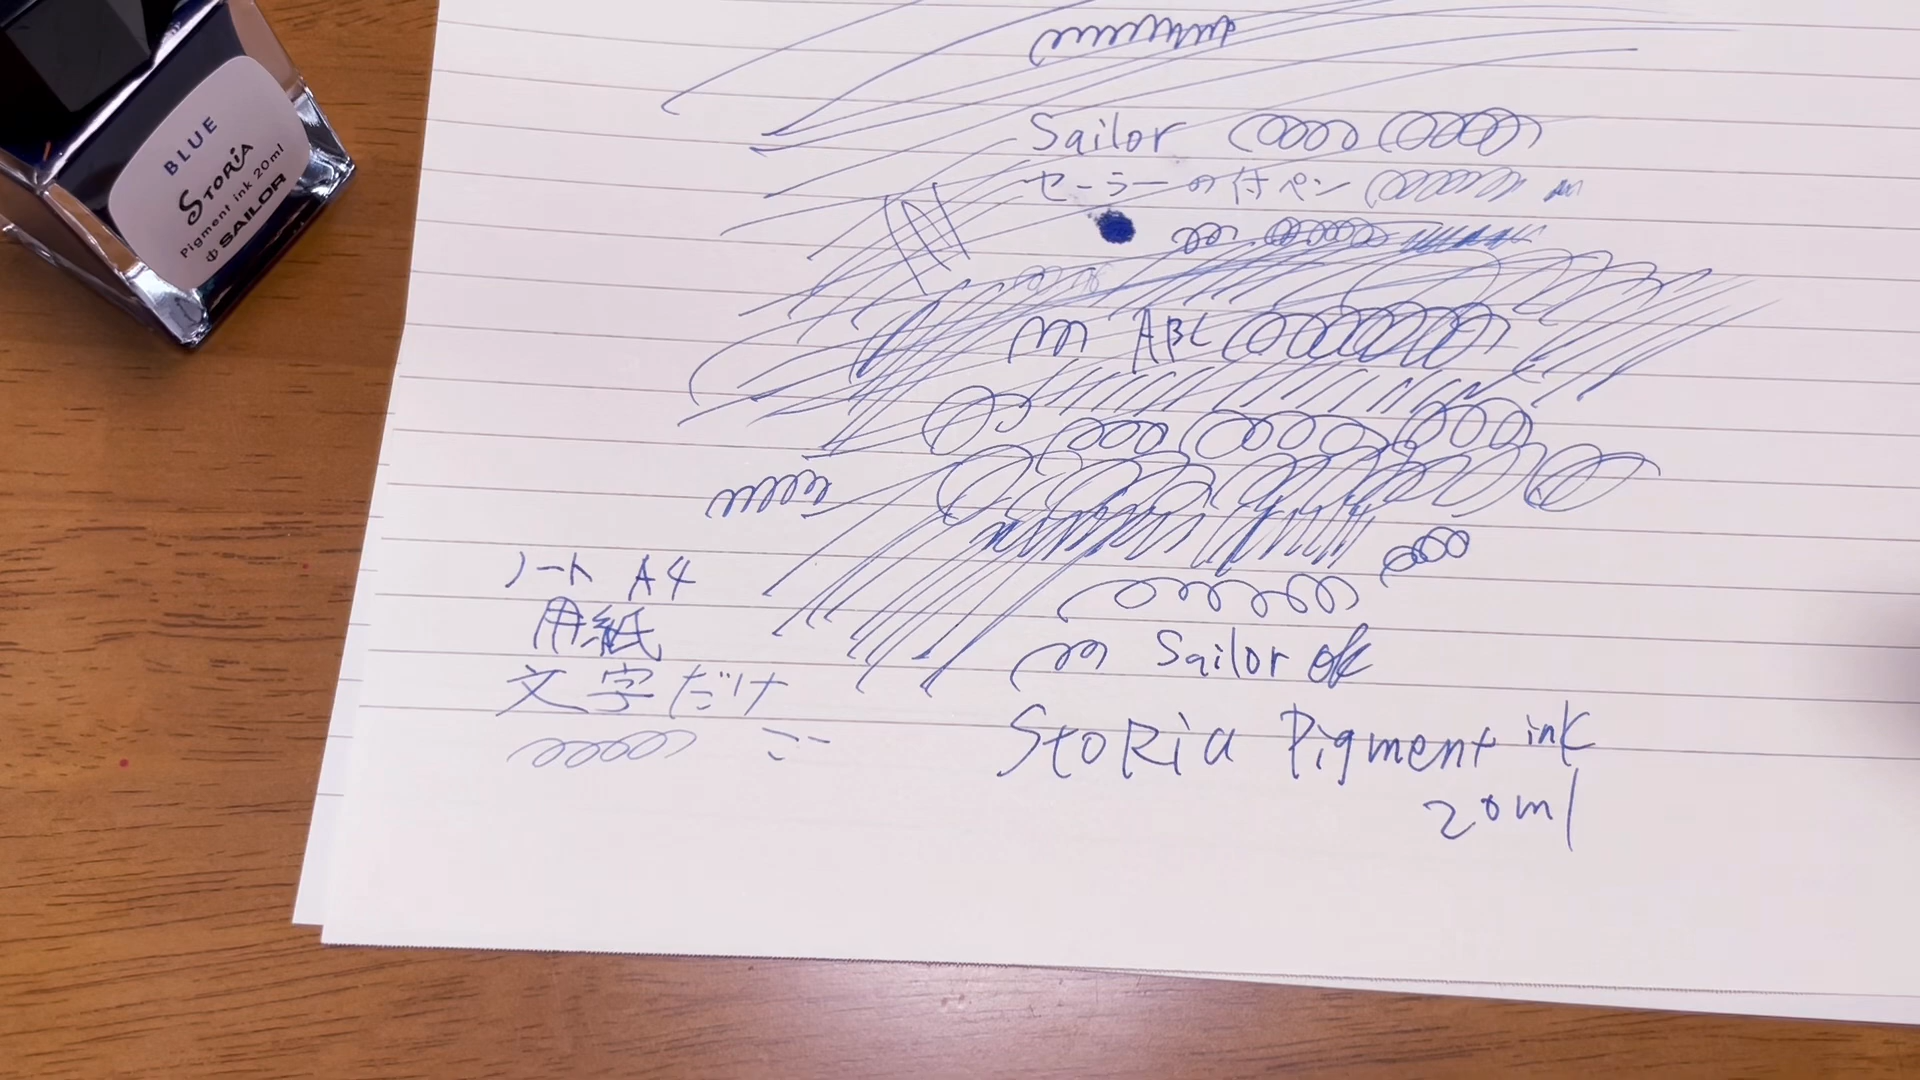 BLUE
STORiA
Pigment ink 20ml
SAILOR
Sailor
セーラーの付ペン
ABC
ノート A4
用紙
文字だけ
Sailor ok
StoRia Pigment ink
20ml